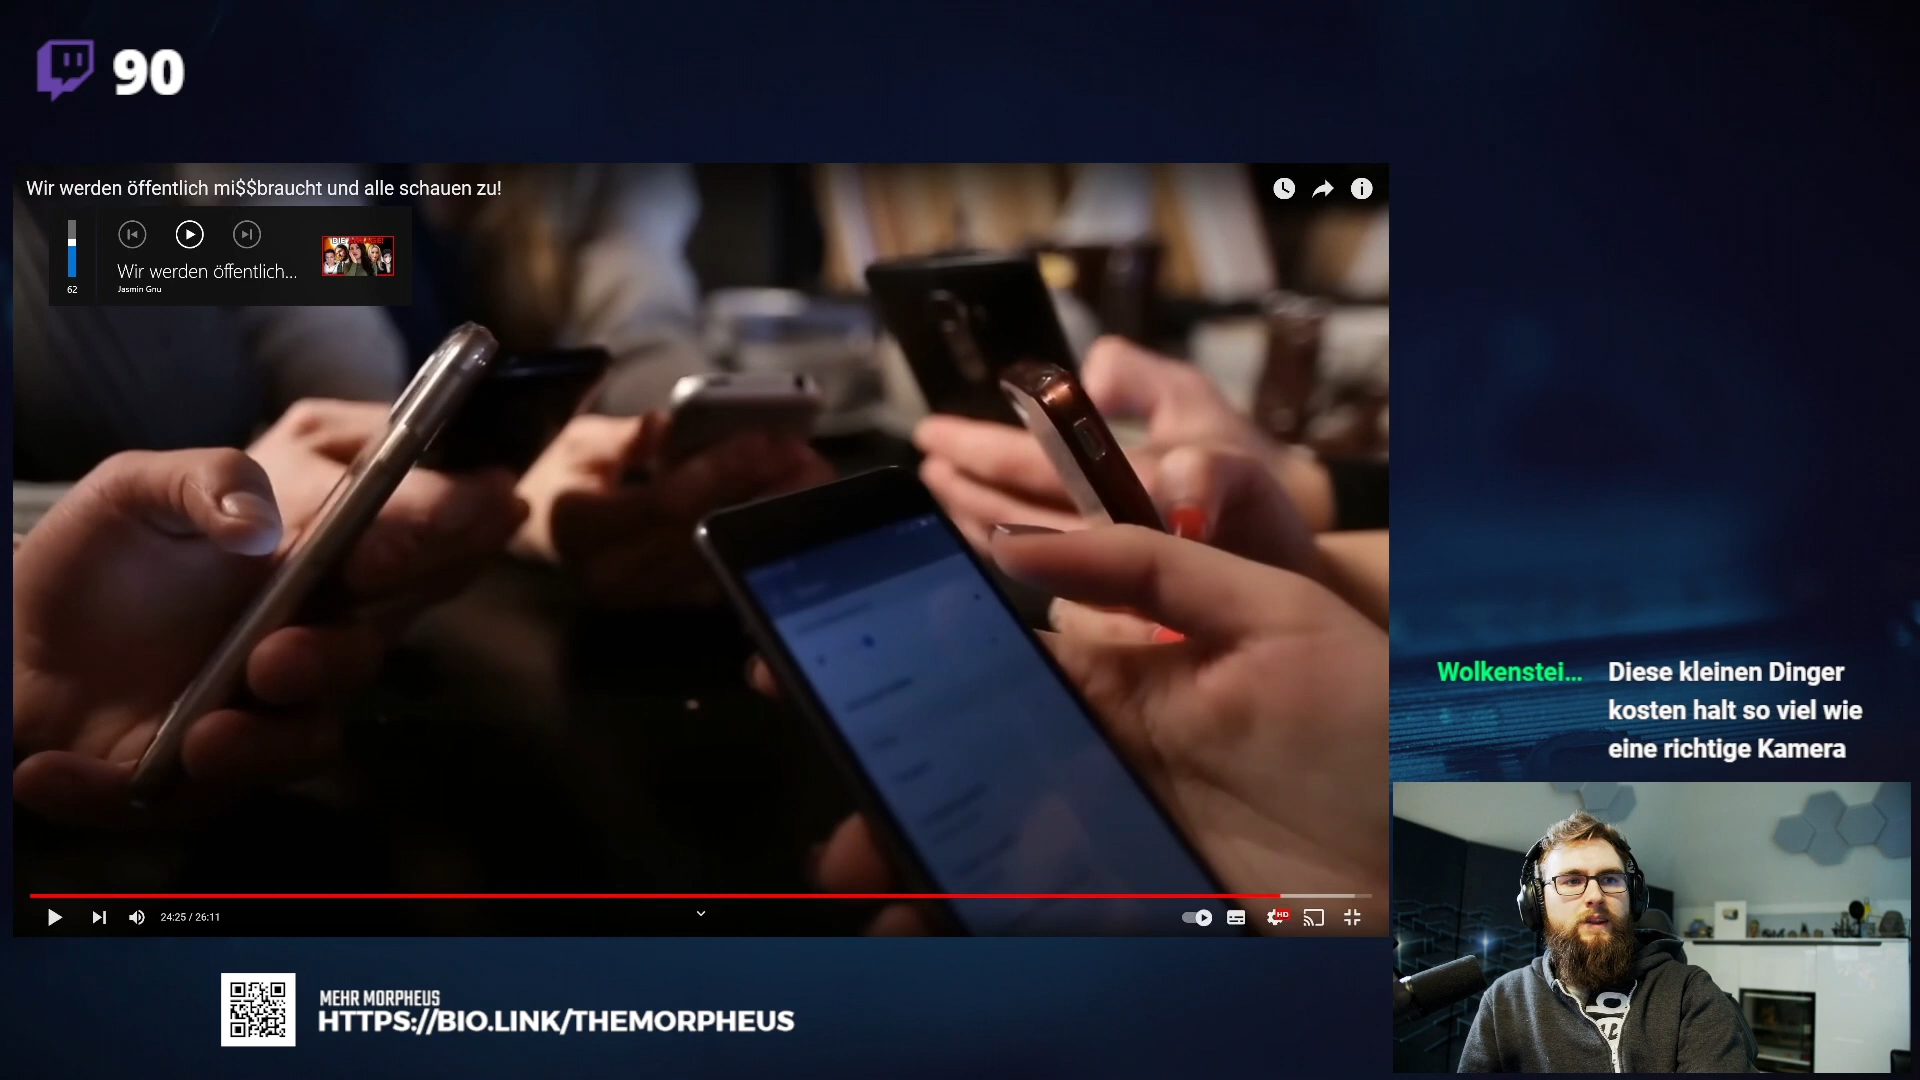 90
Wir werden öffentlich mi$$braucht und alle schauen zu!
Wir werden öffentlich...
Jasmin Gnu
62
Wolkenstei...
Diese kleinen Dinger
kosten halt so viel wie
eine richtige Kamera
24:25 / 26:11
HD
MEHR MORPHEUS
HTTPS://BIO.LINK/THEMORPHEUS